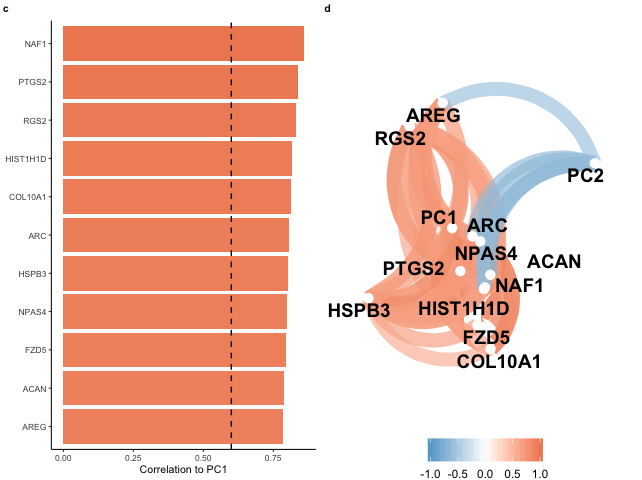 c
NAF1
PTGS2
RGS2
HIST1H1D
COL10A1
ARC
HSPB3
NPAS4
FZD5
ACAN
AREG
0.00 0.25 0.50 0.75
Correlation to PC1
d
AREG
RGS2
PC2
PC1 ARC
NPAS4
ACAN
PTGS2
NAF1
HSPB3 HIST1H1D
FZD5
COL10A1
-1.0 -0.5 0.0 0.5 1.0